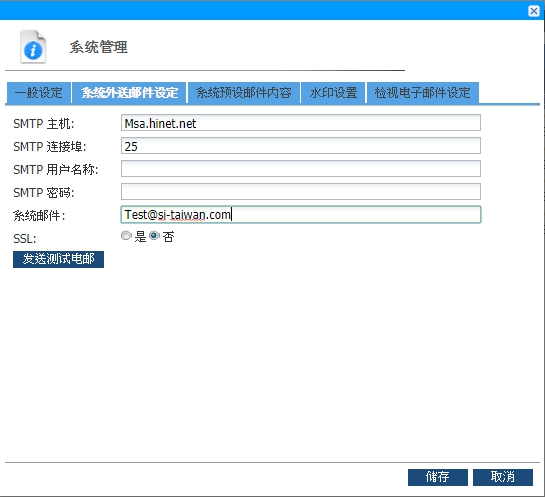 系统管理
一般设定 系统外送邮件设定 系统预设邮件内容 水印设置 检视电子邮件设定
SMTP 主机: Msa.hinet.net
SMTP 连接埠: 25
SMTP 用户名称:
SMTP 密码:
系统邮件: Test@si-taiwan.com
SSL: 是 否
发送测试电邮
储存 取消